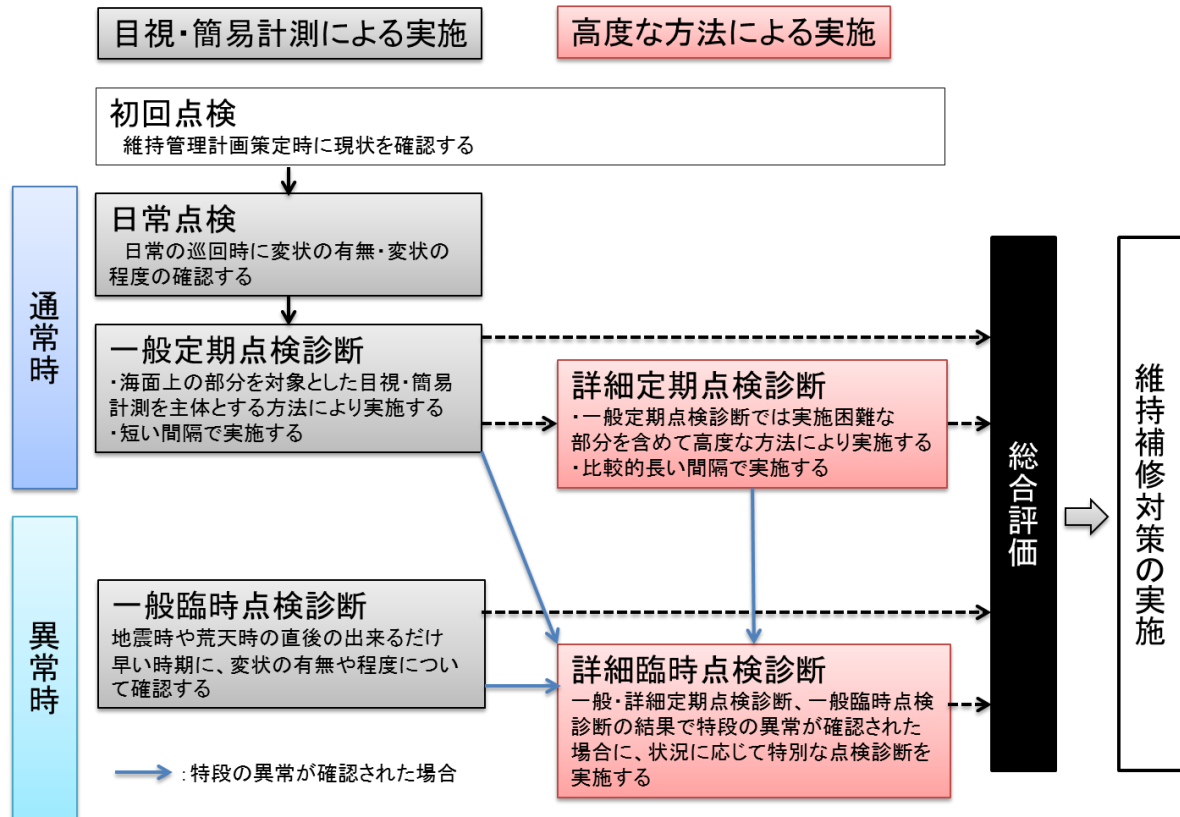 目視・簡易計測による実施
高度な方法による実施
初回点検
維持管理計画策定時に現状を確認する
通常時
日常点検
日常の巡回時に変状の有無・変状の
程度の確認する
一般定期点検診断
・海面上の部分を対象とした目視・簡易
計測を主体とする方法により実施する
・短い間隔で実施する
詳細定期点検診断
・一般定期点検診断では実施困難な
部分を含めて高度な方法により実施する
・比較的長い間隔で実施する
異常時
一般臨時点検診断
地震時や荒天時の直後の出来るだけ
早い時期に、変状の有無や程度につい
て確認する
詳細臨時点検診断
一般・詳細定期点検診断、一般臨時点検
診断の結果で特段の異常が確認された
場合に、状況に応じて特別な点検診断を
実施する
:特段の異常が確認された場合
総合評価
維持補修対策の実施